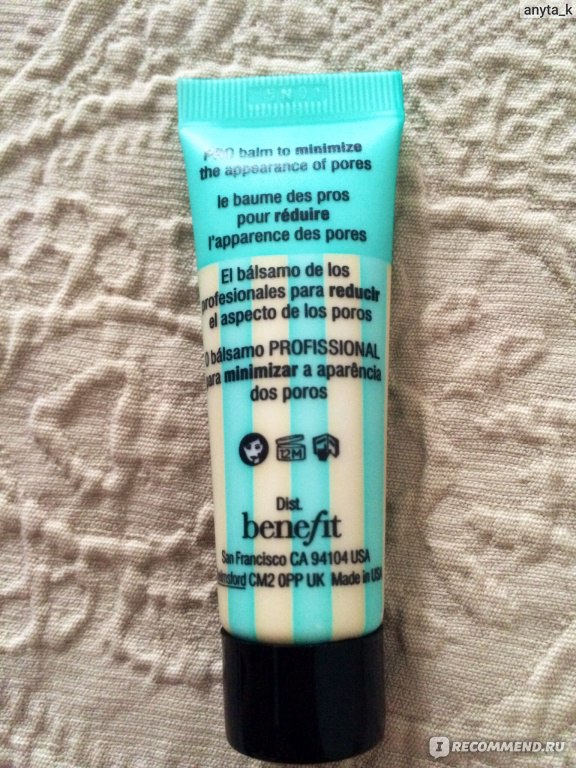 anyta_k
PRO balm to minimize
the appearance of pores
le baume des pros
pour réduire
l'apparence des pores
El bálsamo de los
profesionales para reducir
el aspecto de los poros
O bálsamo PROFISSIONAL
para minimizar a aparência
dos poros
12M
Dist.
benefit
San Francisco CA 94104 USA
CM2 0PP UK Made in USA
I RECOMMEND.RU